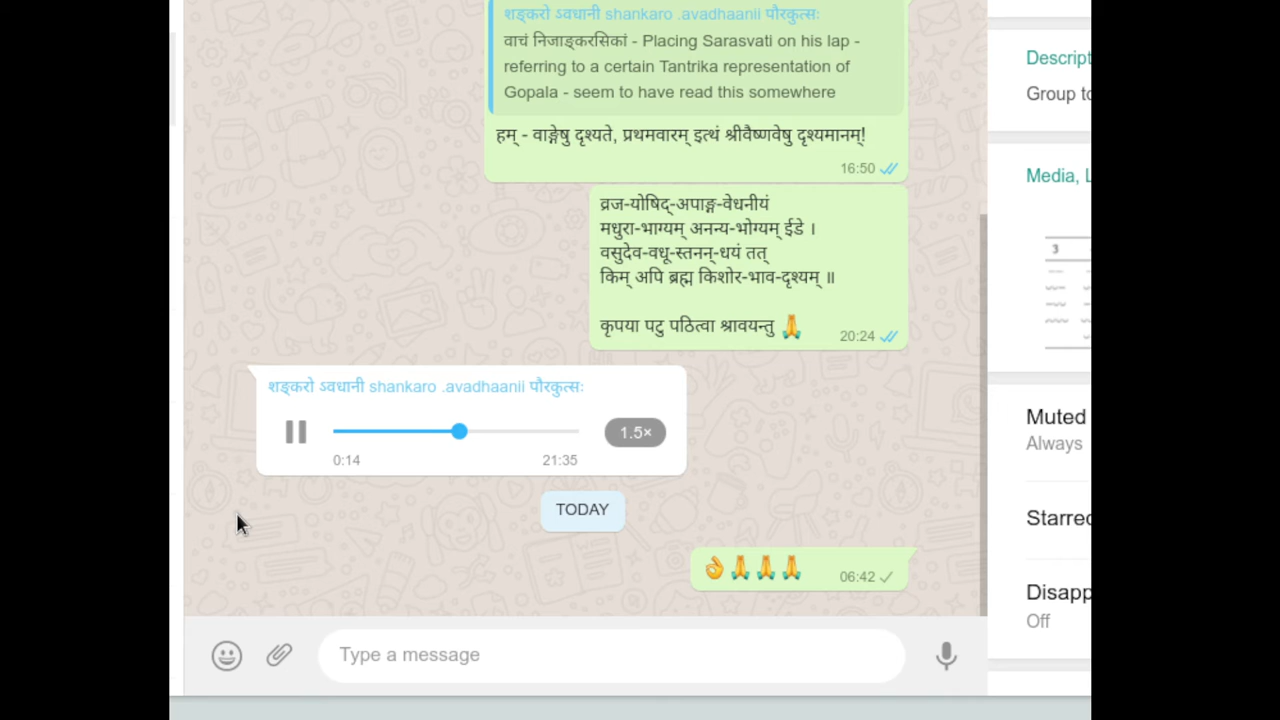 शङ्करो ऽवधानी shankaro .avadhaanii पौरकुत्सः
वाचं निजाङ्करसिकां - Placing Sarasvati on his lap -
referring to a certain Tantrika representation of
Gopala - seem to have read this somewhere
हम् - वाङ्गेषु दृश्यते, प्रथमवारम् इत्थं श्रीवैष्णवेषु दृश्यमानम्!
16:50
व्रज-योषिद्-अपाङ्ग-वेधनीयं
मधुरा-भाग्यम् अनन्य-भोग्यम् ईडे ।
वसुदेव-वधू-स्तनन्-धयं तत्
किम् अपि ब्रह्म किशोर-भाव-दृश्यम् ॥
कृपया पटु पठित्वा श्रावयन्तु 🙏
20:24
शङ्करो ऽवधानी shankaro .avadhaanii पौरकुत्सः
1.5×
0:14 21:35
TODAY
👌🙏🙏🙏 06:42
Type a message
Descript
Group to
Media, L
3
Muted
Always
Starred
Disapp
Off